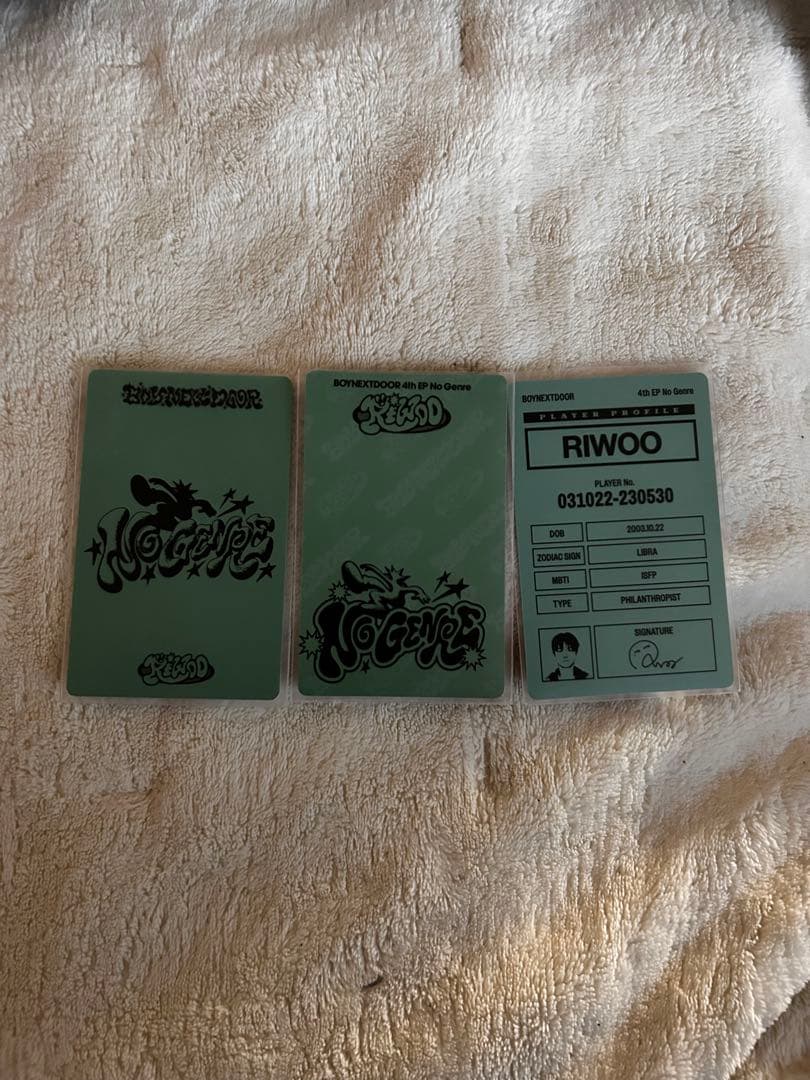 BOYNEXTDOOR
NO GENRE
RIWOO
BOYNEXTDOOR 4th EP No Genre
RIWOO
NO GENRE
BOYNEXTDOOR
4th EP No Genre
PLAYER PROFILE
RIWOO
PLAYER No.
031022-230530
DOB
2003.10.22
ZODIAC SIGN
LIBRA
MBTI
ISFP
TYPE
PHILANTHROPIST
SIGNATURE